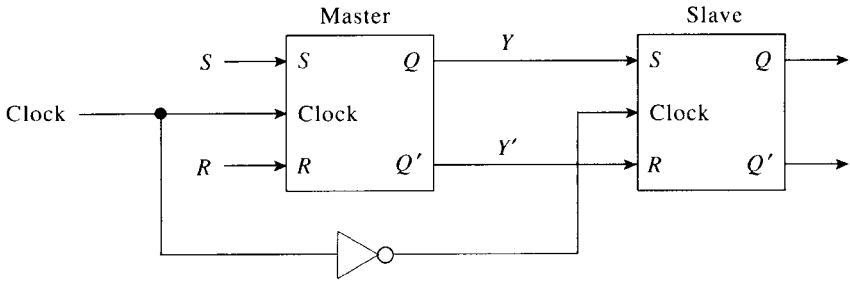 Master Slave
S S Q Y S Q
Clock Clock Clock
R R Q′ Y′ R Q′